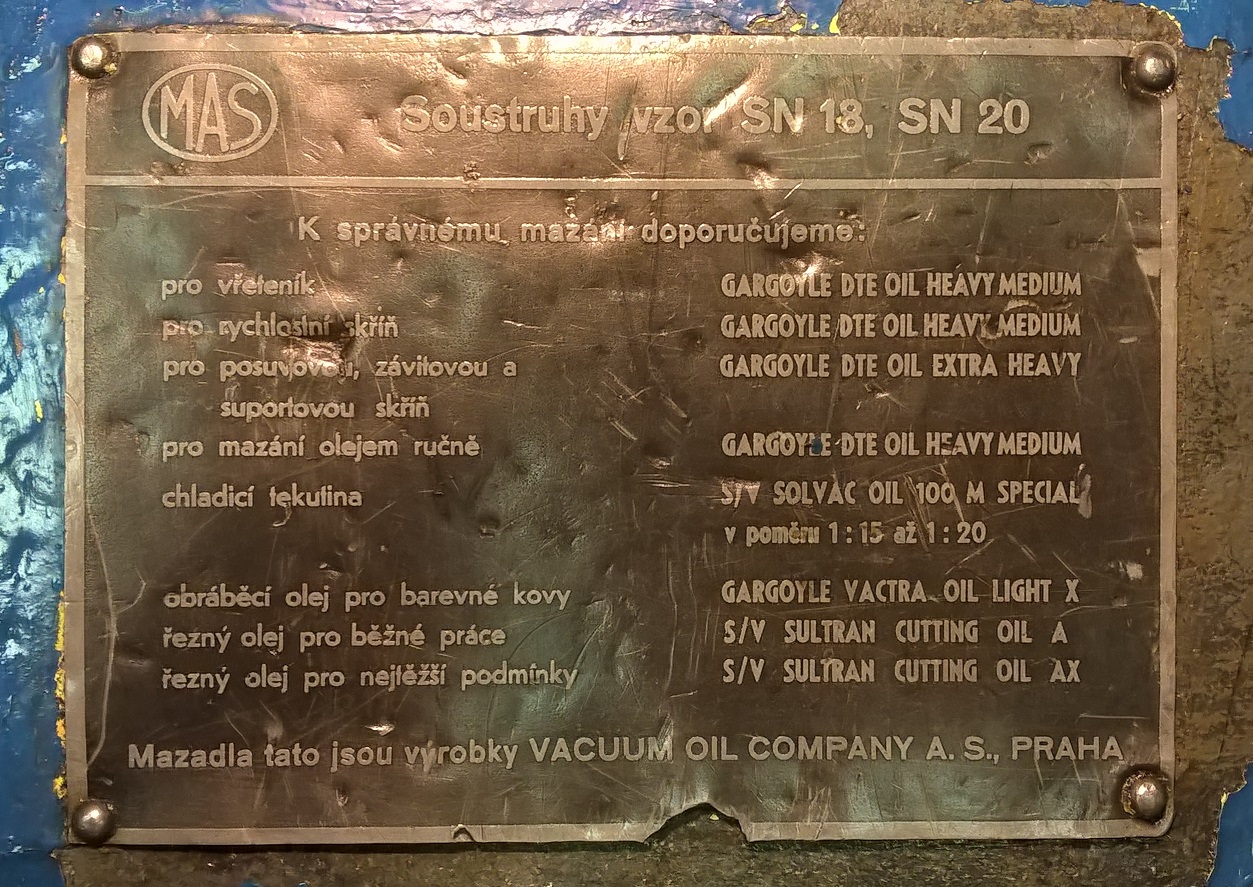 MAS
Soustruhy vzor SN 18, SN 20
K správnému mazání doporučujeme:
pro vřeteník GARGOYLE DTE OIL HEAVY MEDIUM
pro rychlostní skříň GARGOYLE DTE OIL HEAVY MEDIUM
pro posuvovou, závitovou a GARGOYLE DTE OIL EXTRA HEAVY
suportovou skříň
pro mazání olejem ručně GARGOYLE DTE OIL HEAVY MEDIUM
chladicí tekutina S/V SOLVAC OIL 100 M SPECIAL
v poměru 1 : 15 až 1 : 20
obráběcí olej pro barevné kovy GARGOYLE VACTRA OIL LIGHT X
řezný olej pro běžné práce S/V SULTRAN CUTTING OIL A
řezný olej pro nejtěžší podmínky S/V SULTRAN CUTTING OIL AX
Mazadla tato jsou výrobky VACUUM OIL COMPANY A. S., PRAHA